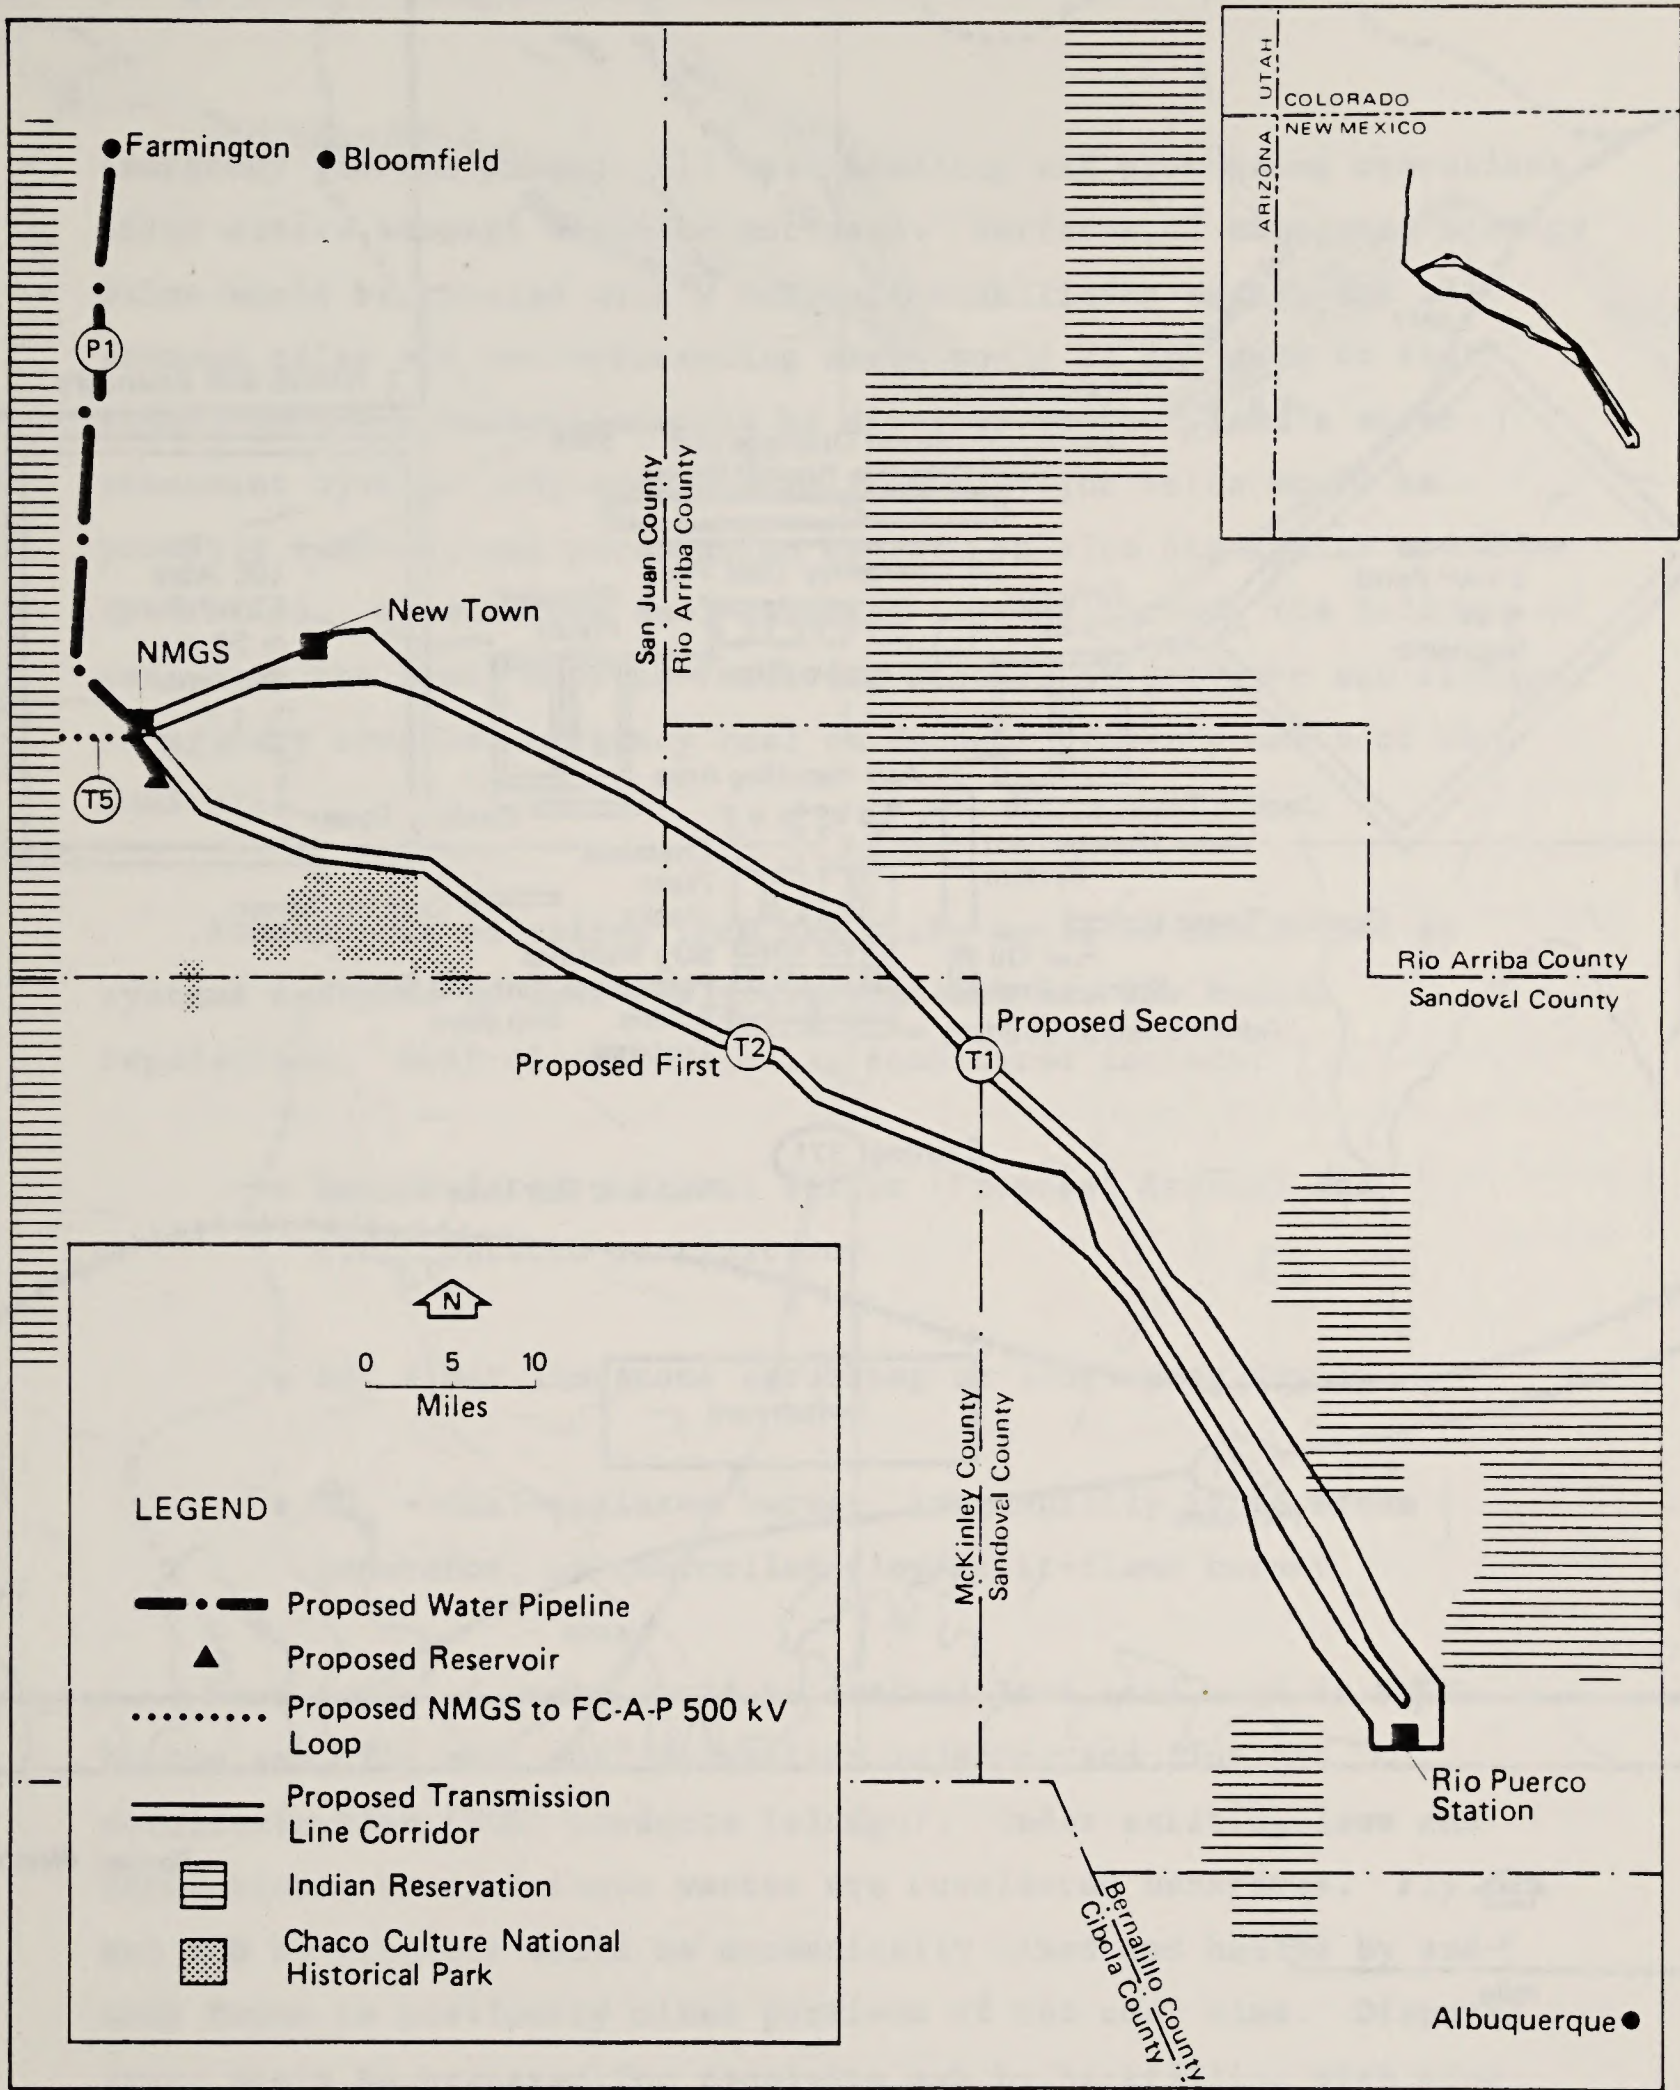 UTAH
COLORADO
NEW MEXICO
ARIZONA
Farmington
Bloomfield
P1
San Juan County
Rio Arriba County
New Town
NMGS
T5
Rio Arriba County
Sandoval County
Proposed Second
T1
T2
Proposed First
N
0 5 10
Miles
McKinley County
Sandoval County
LEGEND
Proposed Water Pipeline
Proposed Reservoir
Proposed NMGS to FC-A-P 500 kV
Loop
Proposed Transmission
Line Corridor
Indian Reservation
Chaco Culture National
Historical Park
Rio Puerco
Station
Bernalillo County
Cibola County
Albuquerque